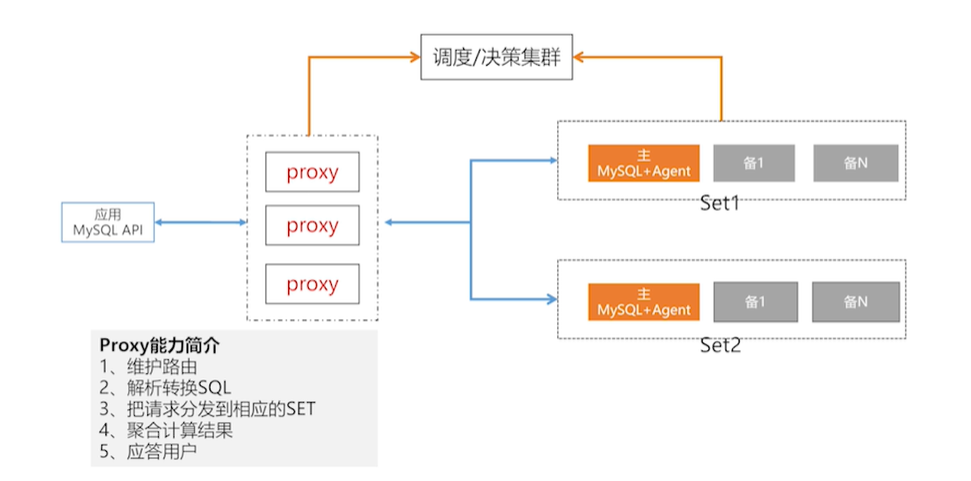 调度/决策集群
proxy
proxy
proxy
应用
MySQL API
主
MySQL+Agent
备1
备N
Set1
主
MySQL+Agent
备1
备N
Set2
Proxy能力简介
1、维护路由
2、解析转换SQL
3、把请求分发到相应的SET
4、聚合计算结果
5、应答用户